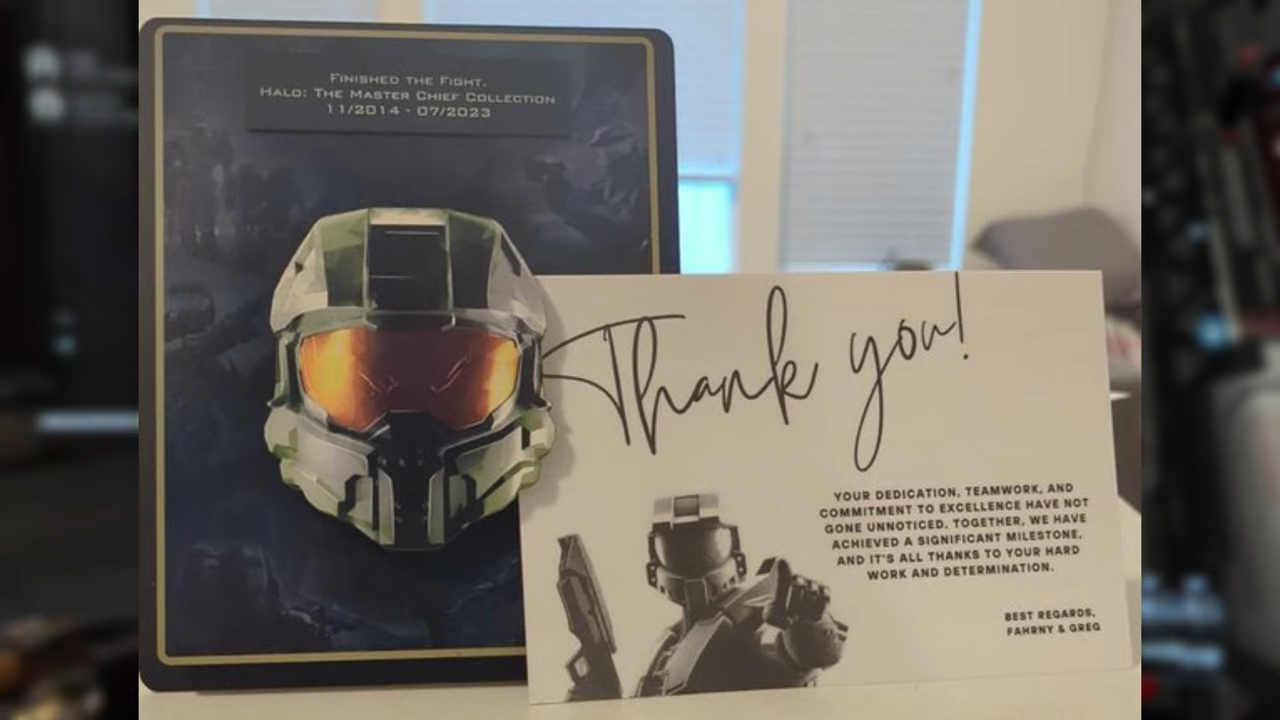 FINISHED THE FIGHT.
HALO: THE MASTER CHIEF COLLECTION
11/2014 - 07/2023
Thank you!
YOUR DEDICATION, TEAMWORK, AND
COMMITMENT TO EXCELLENCE HAVE NOT
GONE UNNOTICED. TOGETHER, WE HAVE
ACHIEVED A SIGNIFICANT MILESTONE,
AND IT'S ALL THANKS TO YOUR HARD
WORK AND DETERMINATION.
BEST REGARDS,
FAHRNY & GREG